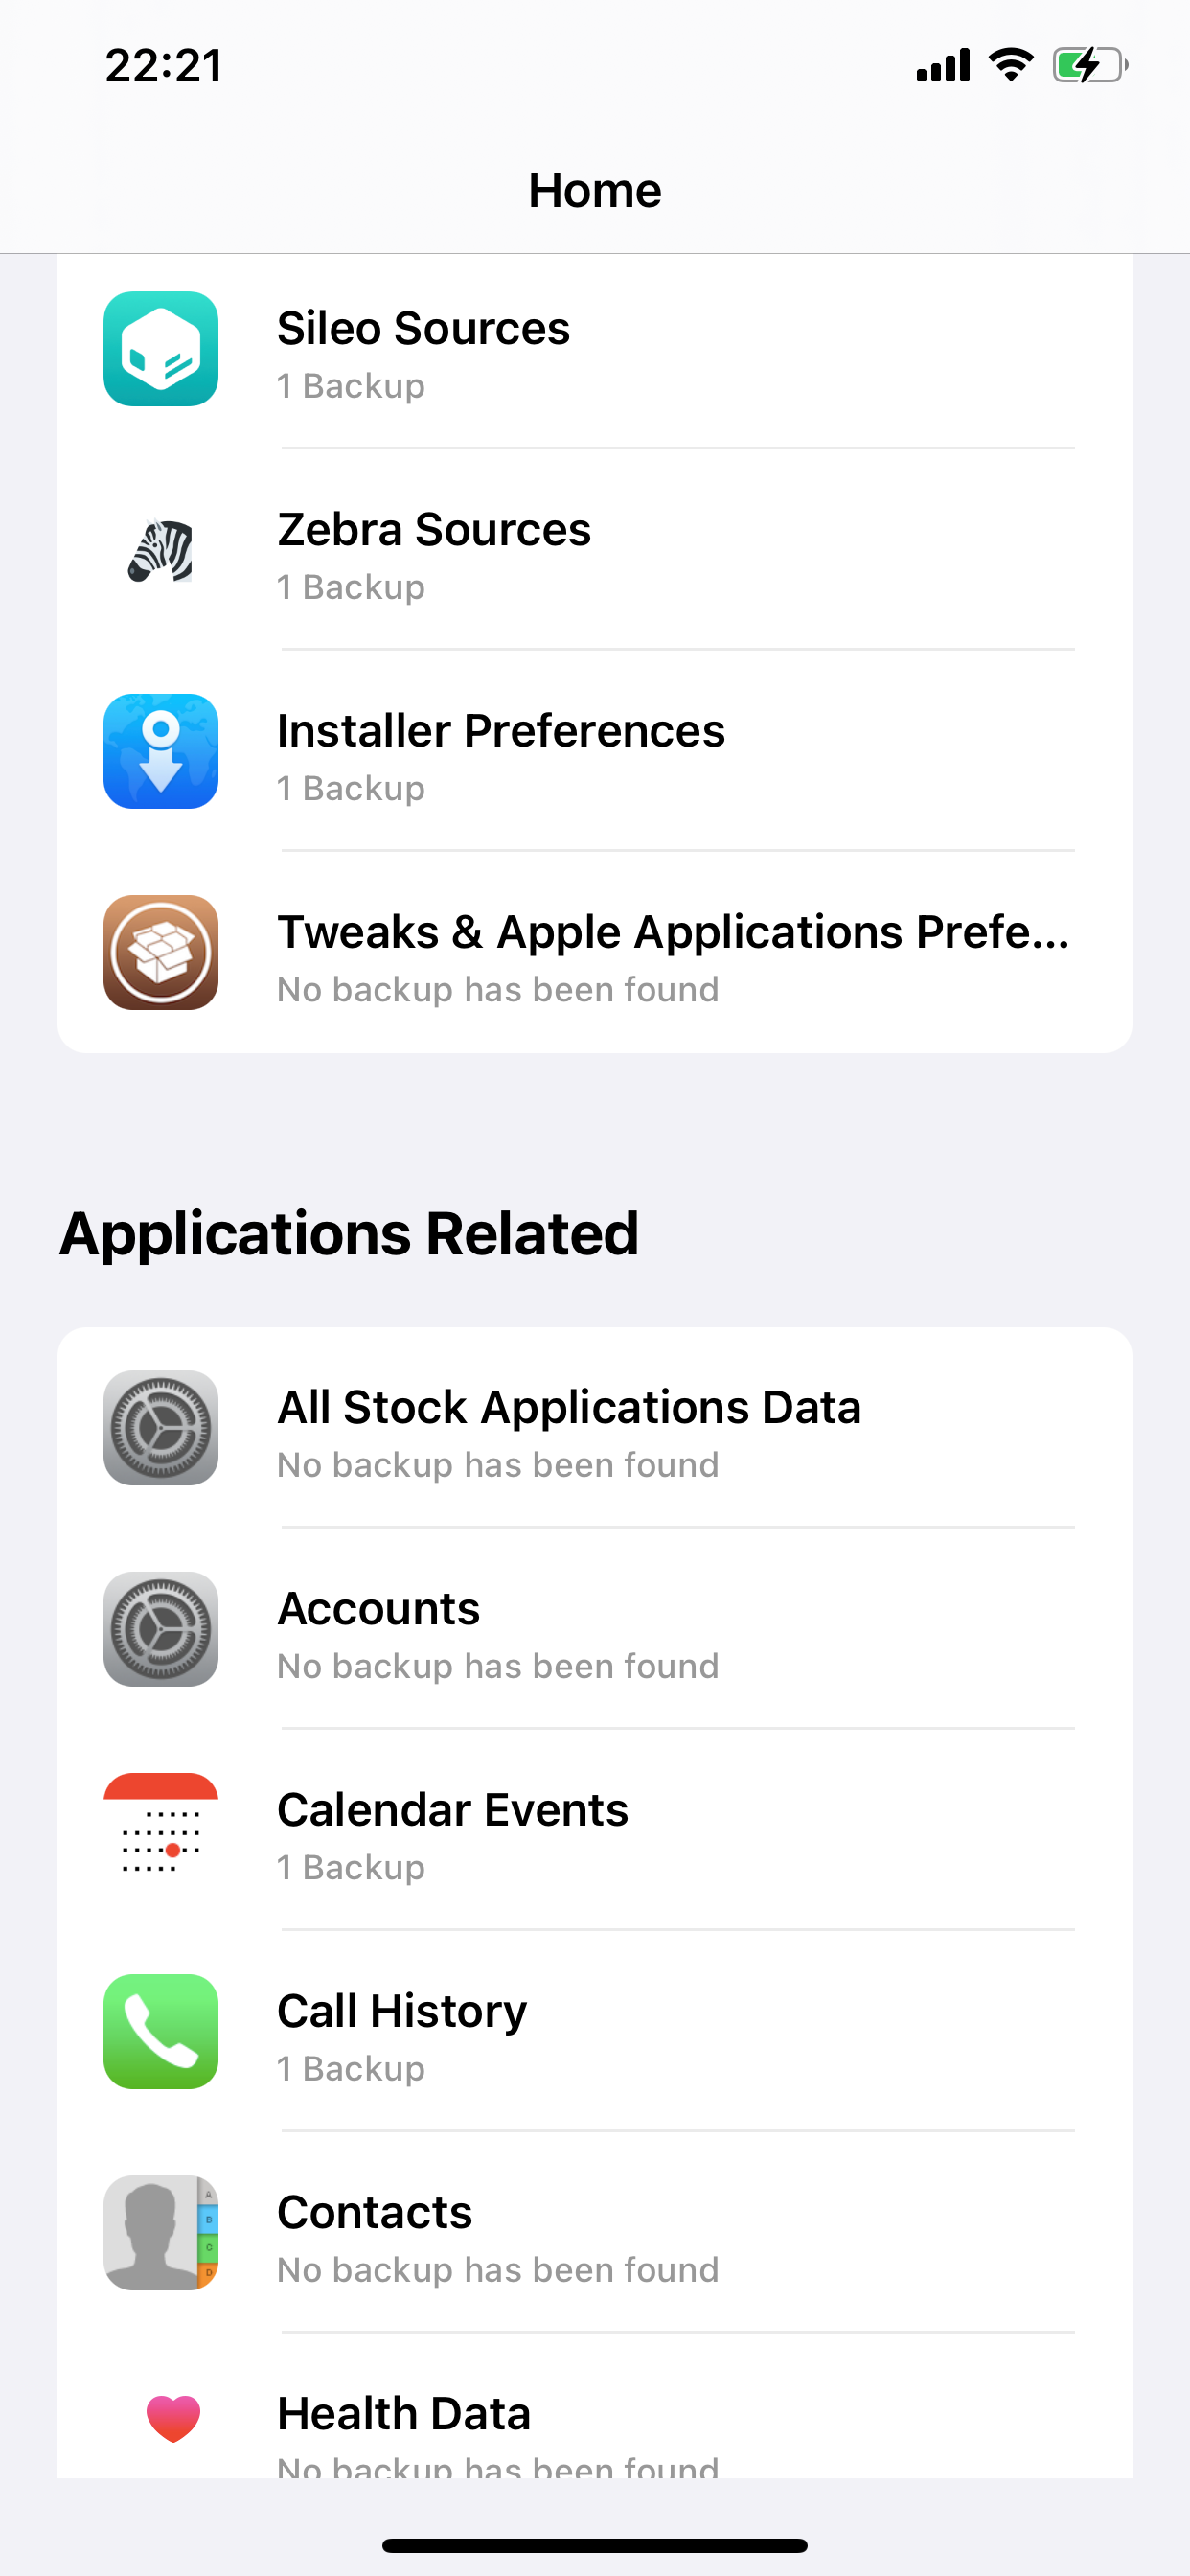 22:21
Home
Sileo Sources
1 Backup
Zebra Sources
1 Backup
Installer Preferences
1 Backup
Tweaks & Apple Applications Prefe...
No backup has been found
Applications Related
All Stock Applications Data
No backup has been found
Accounts
No backup has been found
Calendar Events
1 Backup
Call History
1 Backup
A
B
C
D
Contacts
No backup has been found
Health Data
No backup has been found